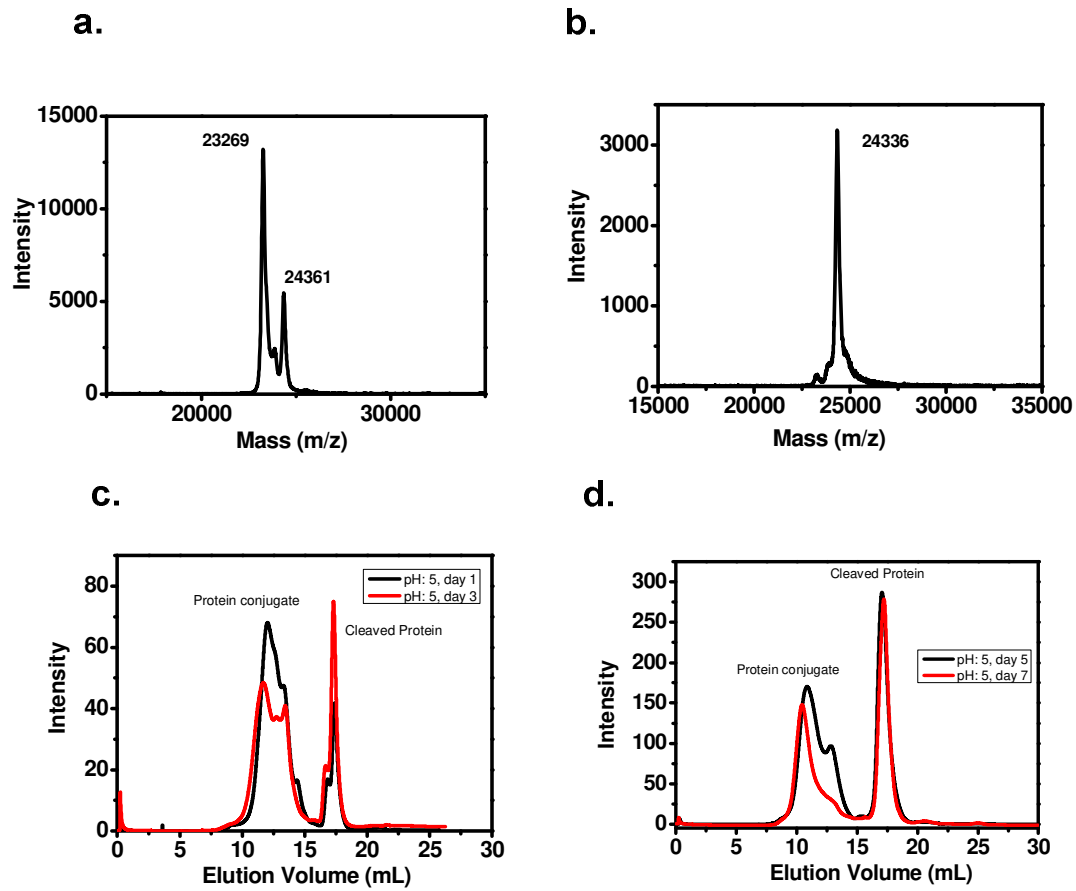 a.
b.
15000
10000
5000
0
Intensity
23269
24361
20000
30000
Mass (m/z)
3000
2000
1000
0
Intensity
24336
15000
20000
25000
30000
35000
Mass (m/z)
c.
d.
80
60
40
20
0
Intensity
Protein conjugate
pH: 5, day 1
pH: 5, day 3
Cleaved Protein
0
5
10
15
20
25
30
Elution Volume (mL)
300
250
200
150
100
50
0
Intensity
Cleaved Protein
Protein conjugate
pH: 5, day 5
pH: 5, day 7
0
5
10
15
20
25
30
Elution Volume (mL)